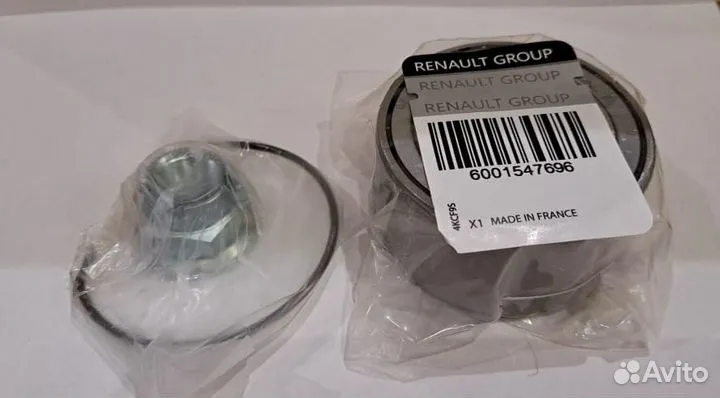 RENAULT GROUP
RENAULT GROUP
RENAULT GROUP
6001547696
4KCF95
X1 MADE IN FRANCE
Avito